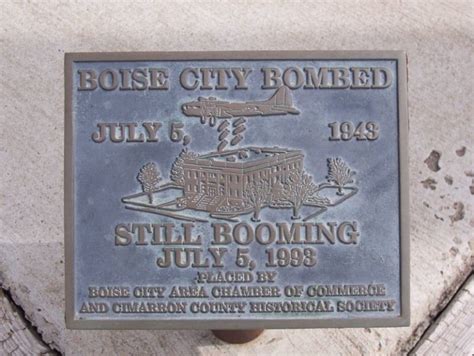 BOISE CITY BOMBED
JULY 5, 1943
STILL BOOMING
JULY 5, 1993
PLACED BY
BOISE CITY AREA CHAMBER OF COMMERCE
AND CIMARRON COUNTY HISTORICAL SOCIETY